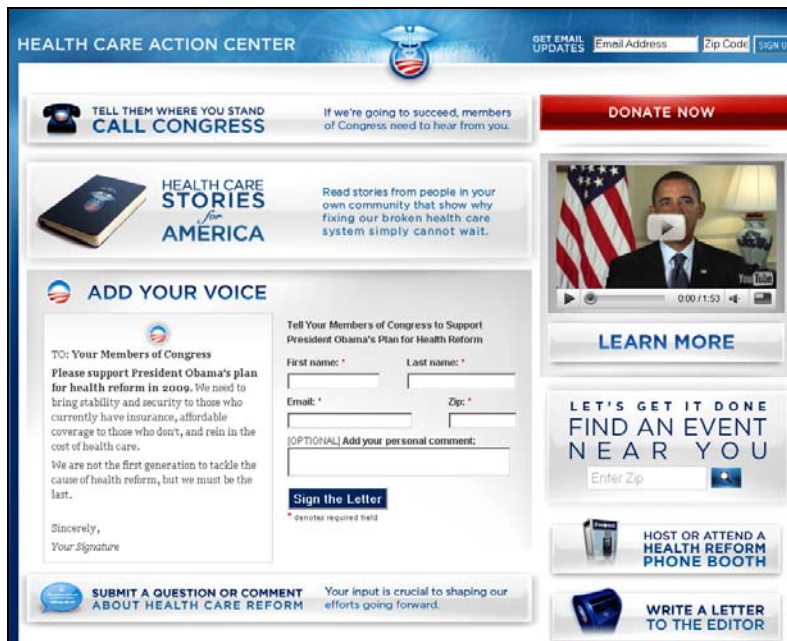 HEALTH CARE ACTION CENTER
GET EMAIL
UPDATES
Email Address
Zip Code
SIGN U
TELL THEM WHERE YOU STAND
CALL CONGRESS
If we're going to succeed, members
of Congress need to hear from you.
DONATE NOW
HEALTH CARE
STORIES
for
AMERICA
Read stories from people in your
own community that show why
fixing our broken health care
system simply cannot wait.
YouTube
0:00 / 1:53
LEARN MORE
ADD YOUR VOICE
TO: Your Members of Congress
Please support President Obama's plan
for health reform in 2009. We need to
bring stability and security to those who
currently have insurance, affordable
coverage to those who don't, and rein in the
cost of health care.
We are not the first generation to tackle the
cause of health reform, but we must be the
last.
Sincerely,
Your Signature
Tell Your Members of Congress to Support
President Obama's Plan for Health Reform
First name: * Last name: *
Email: * Zip: *
[OPTIONAL] Add your personal comment:
Sign the Letter
* denotes required field
LET'S GET IT DONE
FIND AN EVENT
NEAR YOU
Enter Zip
PHONE
HOST OR ATTEND A
HEALTH REFORM
PHONE BOOTH
SUBMIT A QUESTION OR COMMENT
ABOUT HEALTH CARE REFORM
Your input is crucial to shaping our
efforts going forward.
WRITE A LETTER
TO THE EDITOR